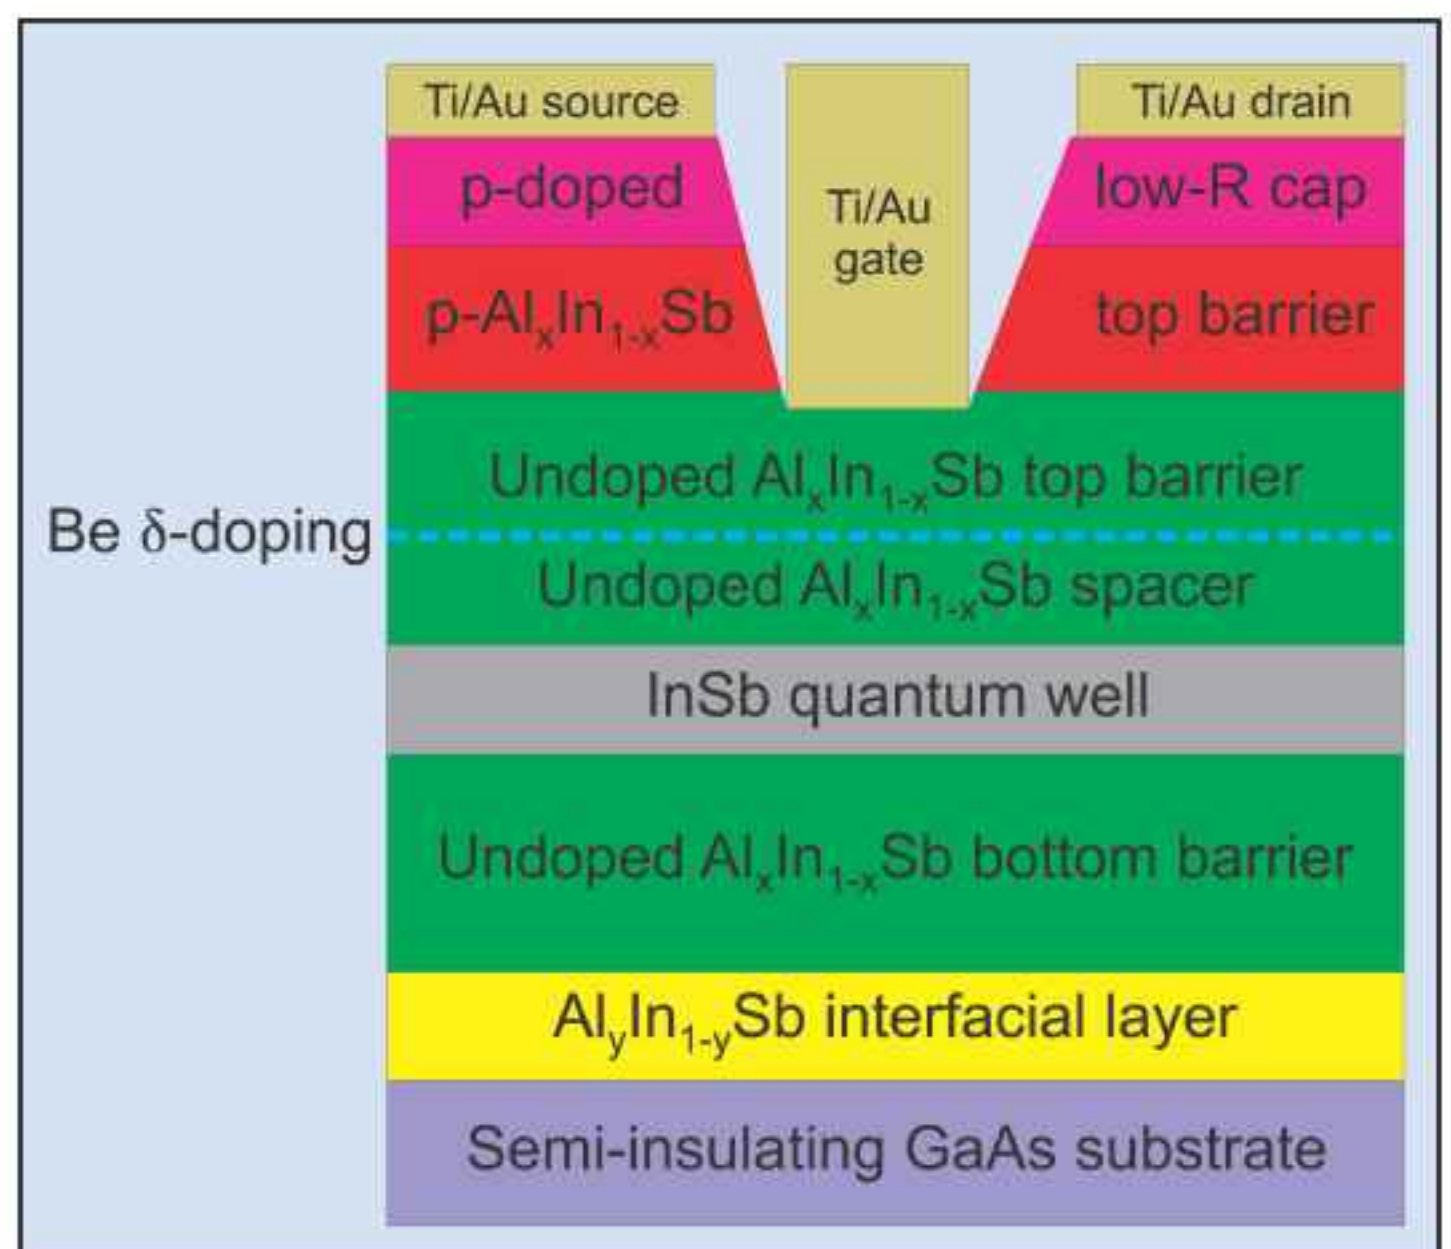 Ti/Au source
Ti/Au gate
Ti/Au drain
p-doped low-R cap
p-AlₓIn₁₋ₓSb top barrier
Undoped AlₓIn₁₋ₓSb top barrier
Be δ-doping
Undoped AlₓIn₁₋ₓSb spacer
InSb quantum well
Undoped AlₓIn₁₋ₓSb bottom barrier
AlyIn1-ySb interfacial layer
Semi-insulating GaAs substrate